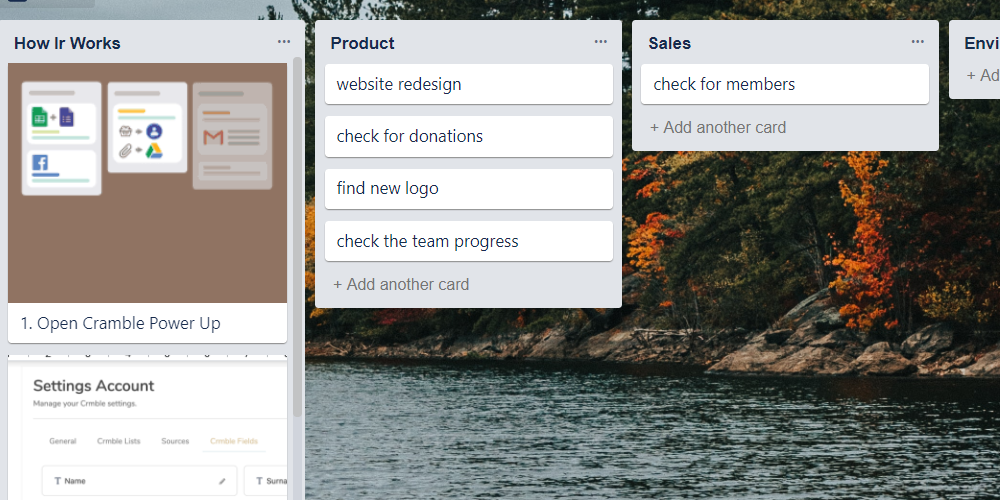 How Ir Works
1. Open Cramble Power Up
Settings Account
Manage your Crmble settings.
General Crmble Lists Sources Crmble Fields
T Name
T Surna
Product
website redesign
check for donations
find new logo
check the team progress
+ Add another card
Sales
check for members
+ Add another card
Envi
+ Ad